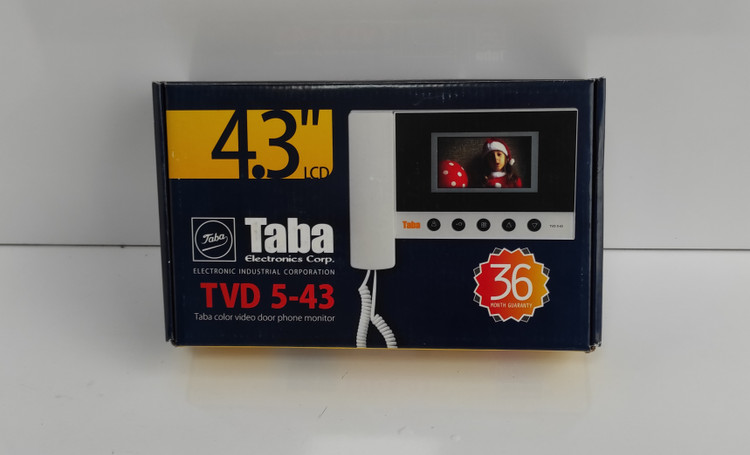 4.3"
LCD
Taba
Taba
Electronics Corp.
ELECTRONIC INDUSTRIAL CORPORATION
TVD 5-43
Taba color video door phone monitor
Taba
36
MONTH GUARANTY